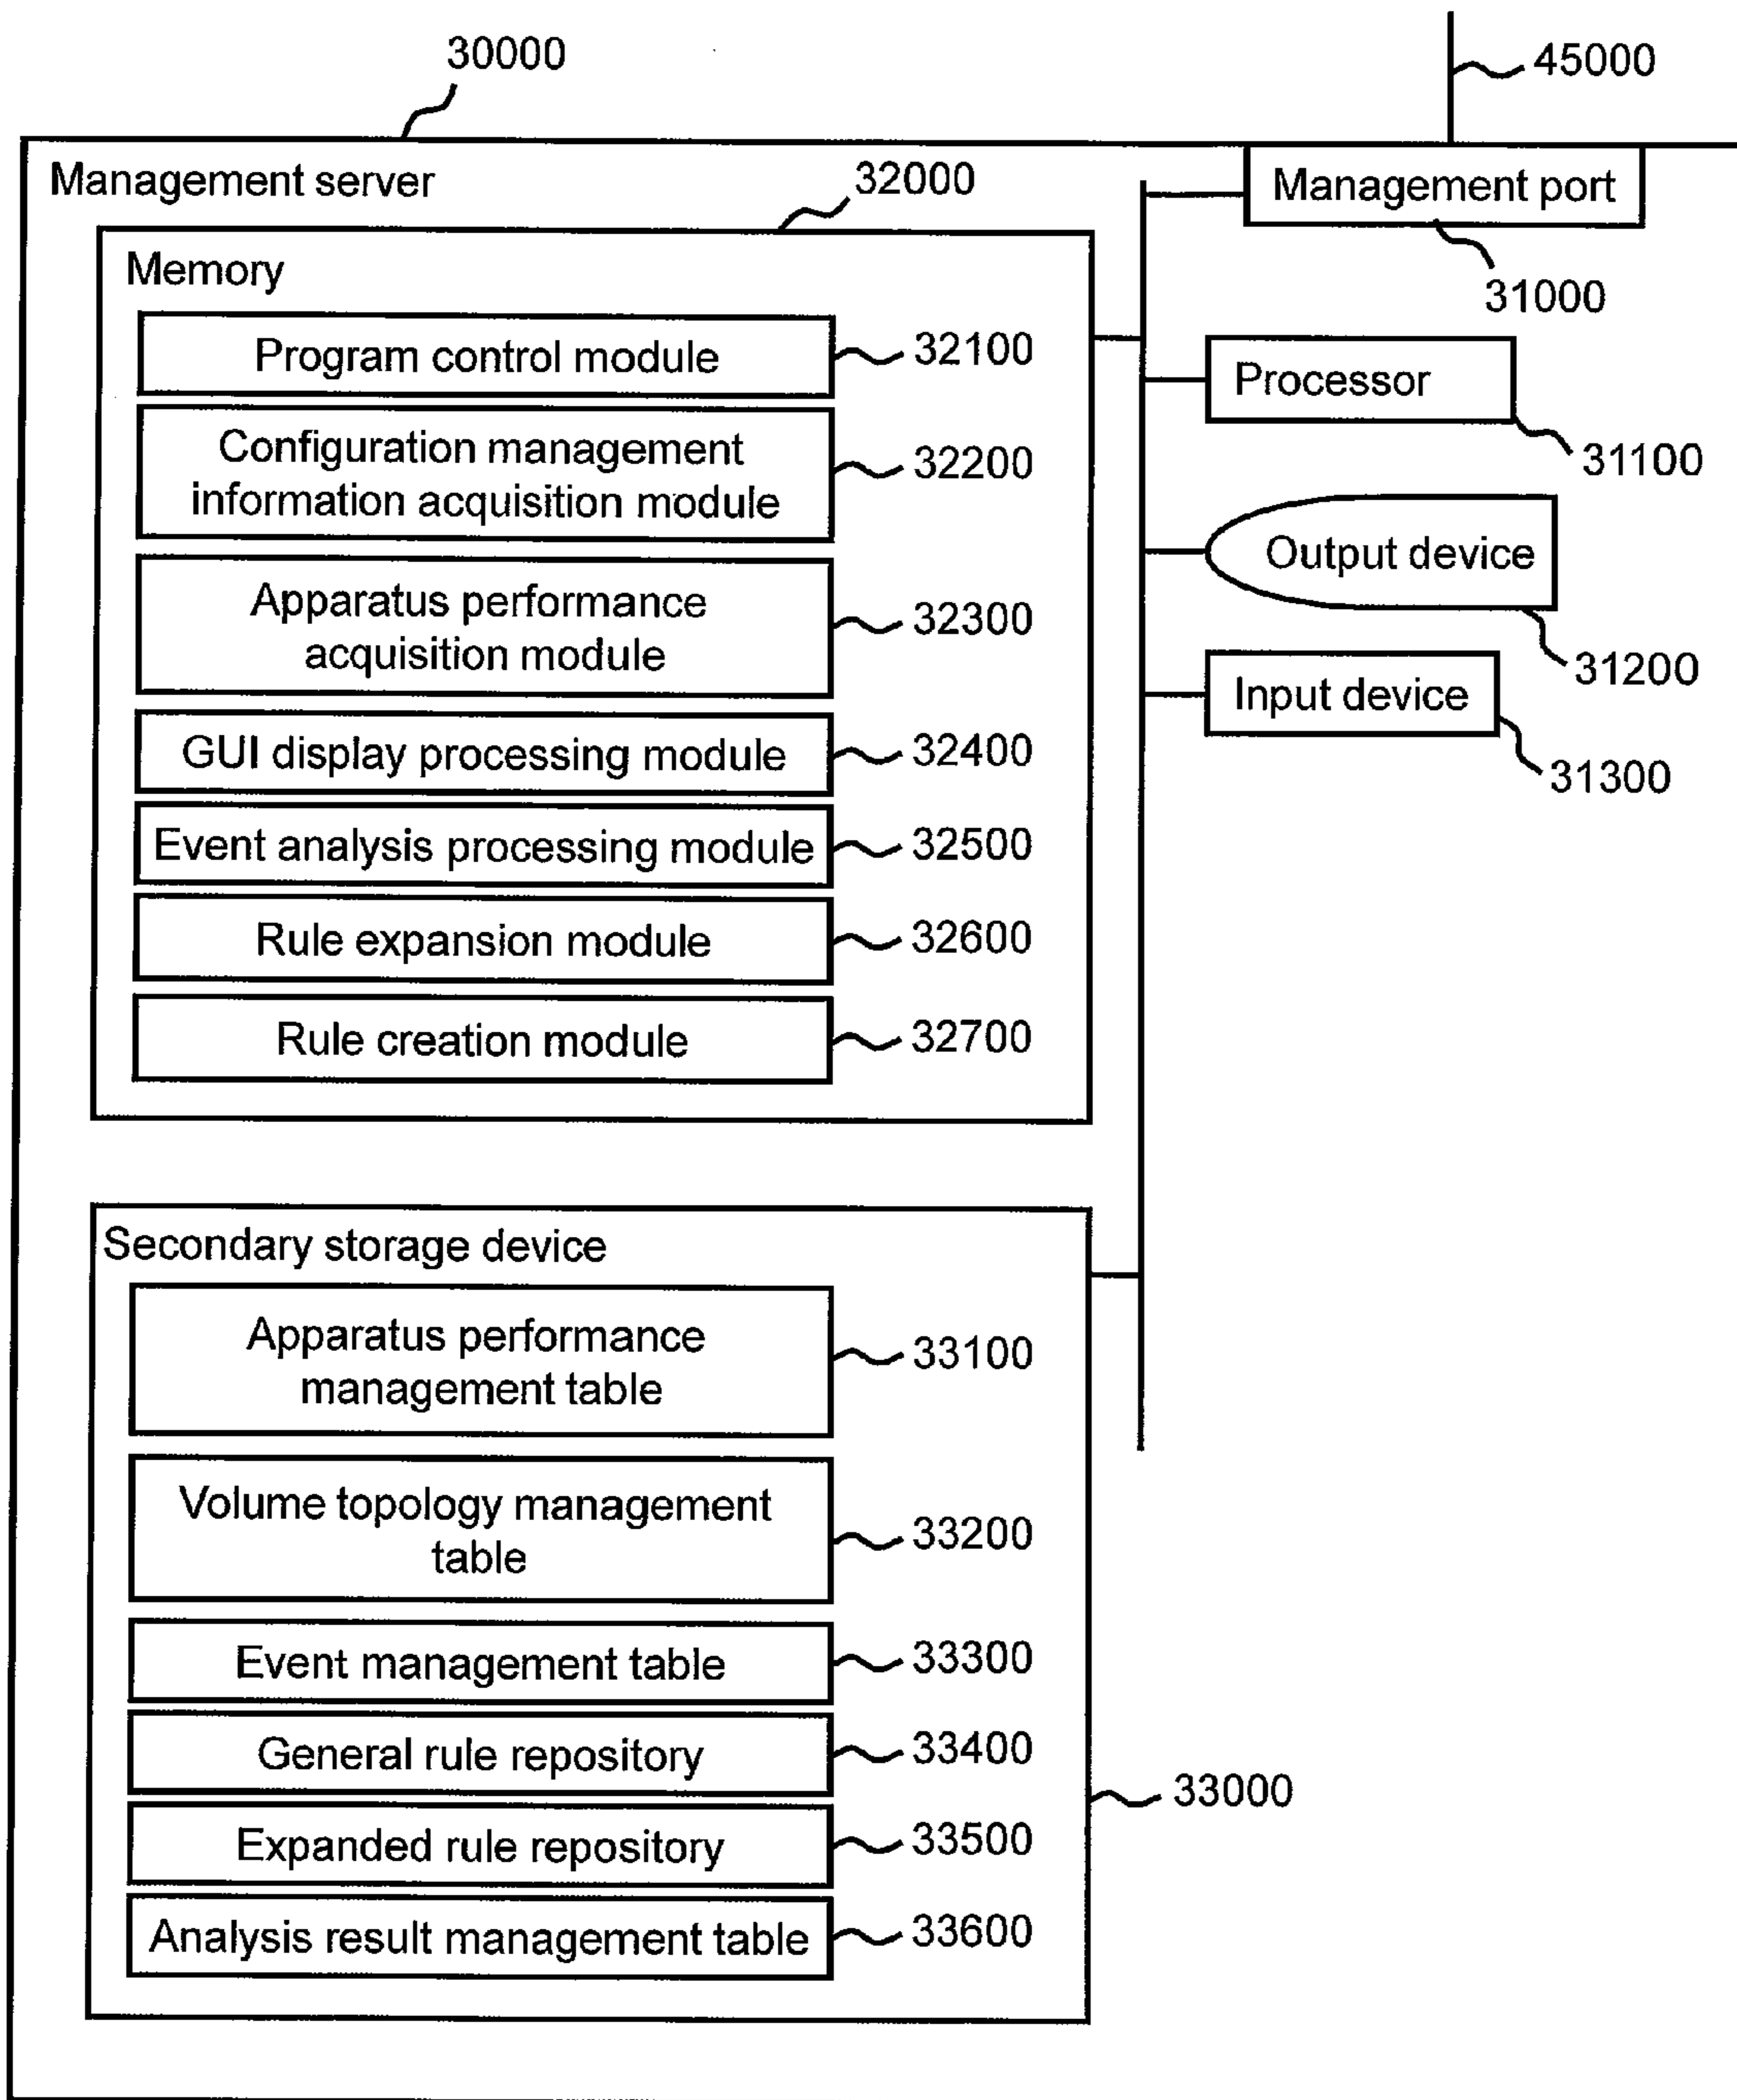 30000
45000
Management server
32000
Management port
31000
Memory
Program control module
32100
Processor
31100
Configuration management
information acquisition module
32200
Output device
31200
Apparatus performance
acquisition module
32300
Input device
31300
GUI display processing module
32400
Event analysis processing module
32500
Rule expansion module
32600
Rule creation module
32700
Secondary storage device
Apparatus performance
management table
33100
Volume topology management
table
33200
Event management table
33300
General rule repository
33400
33000
Expanded rule repository
33500
Analysis result management table
33600